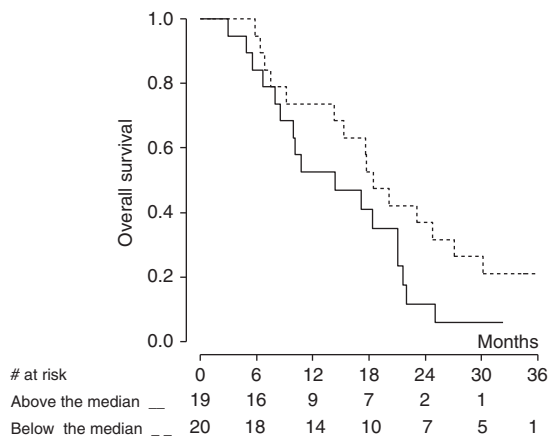 1.0
0.8
0.6
0.4
0.2
0.0
Overall survival
Months
# at risk 0 6 12 18 24 30 36
Above the median __ 19 16 9 7 2 1
Below the median _ _ 20 18 14 10 7 5 1